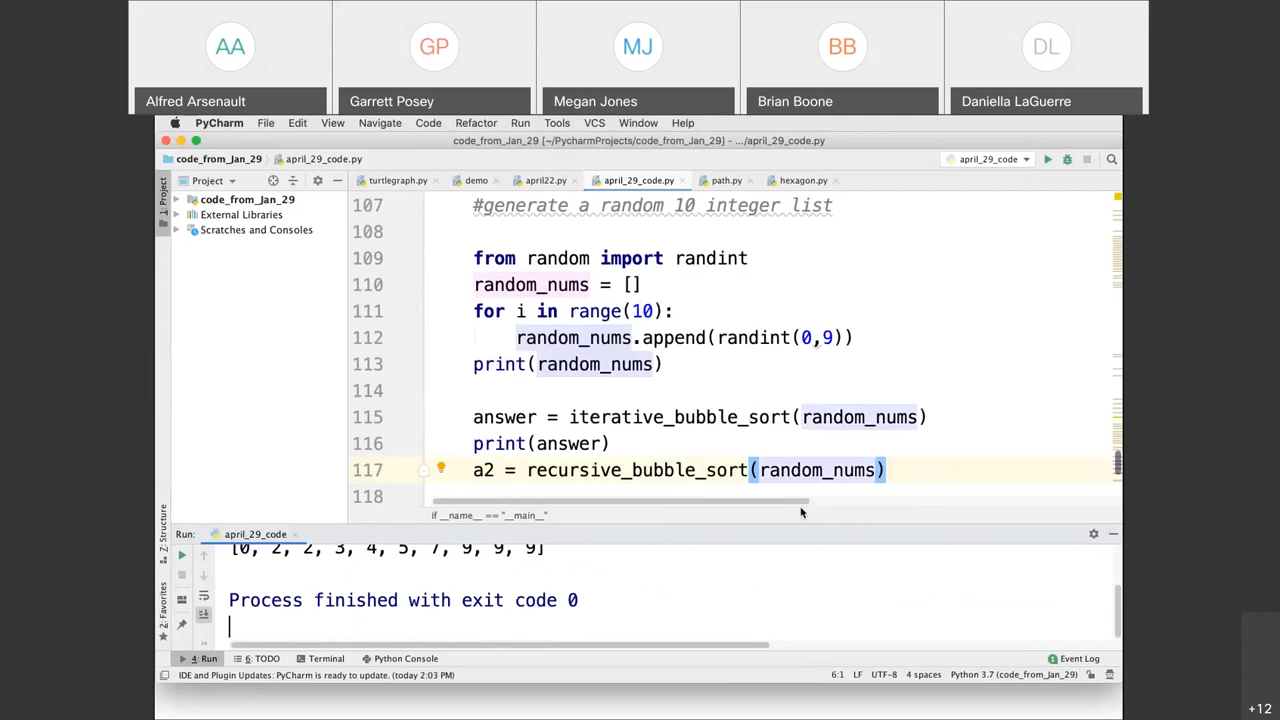 AA GP MJ BB DL
Alfred Arsenault Garrett Posey Megan Jones Brian Boone Daniella LaGuerre
PyCharm File Edit View Navigate Code Refactor Run Tools VCS Window Help
code_from_Jan_29 [~/PycharmProjects/code_from_Jan_29] - .../april_29_code.py
code_from_Jan_29 april_29_code.py april_29_code
Project turtlegraph.py demo april22.py april_29_code.py path.py hexagon.py
1: Project
code_from_Jan_29
External Libraries
Scratches and Consoles
107 #generate a random 10 integer list
108
109 from random import randint
110 random_nums = []
111 for i in range(10):
112 random_nums.append(randint(0,9))
113 print(random_nums)
114
115 answer = iterative_bubble_sort(random_nums)
116 print(answer)
117 a2 = recursive_bubble_sort(random_nums)
118
if __name__ == "__main__"
Z: Structure
2: Favorites
Run: april_29_code
[0, 2, 2, 3, 4, 5, 7, 9, 9, 9]
Process finished with exit code 0
4: Run 6: TODO Terminal Python Console Event Log
IDE and Plugin Updates: PyCharm is ready to update. (today 2:03 PM) 6:1 LF UTF-8 4 spaces Python 3.7 (code_from_Jan_29)
+12